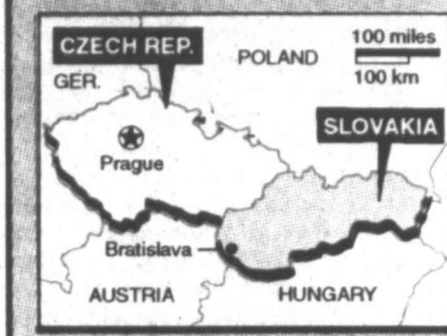 CZECH REP.
POLAND
100 miles
100 km
GER.
SLOVAKIA
Prague
Bratislava
AUSTRIA
HUNGARY